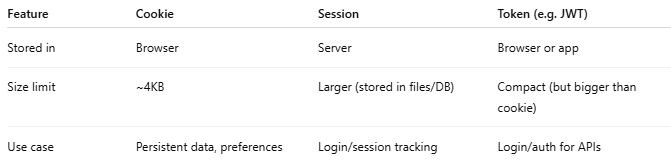 Feature Cookie Session Token (e.g. JWT)
Stored in Browser Server Browser or app
Size limit ~4KB Larger (stored in files/DB) Compact (but bigger than
cookie)
Use case Persistent data, preferences Login/session tracking Login/auth for APIs